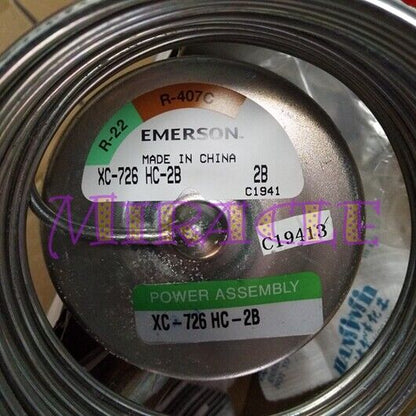 R-22 R-407C
EMERSON.
MADE IN CHINA
XC-726 HC-2B 2B
C1941
MIRACLE
C19413
POWER ASSEMBLY
XC-726 HC-2B